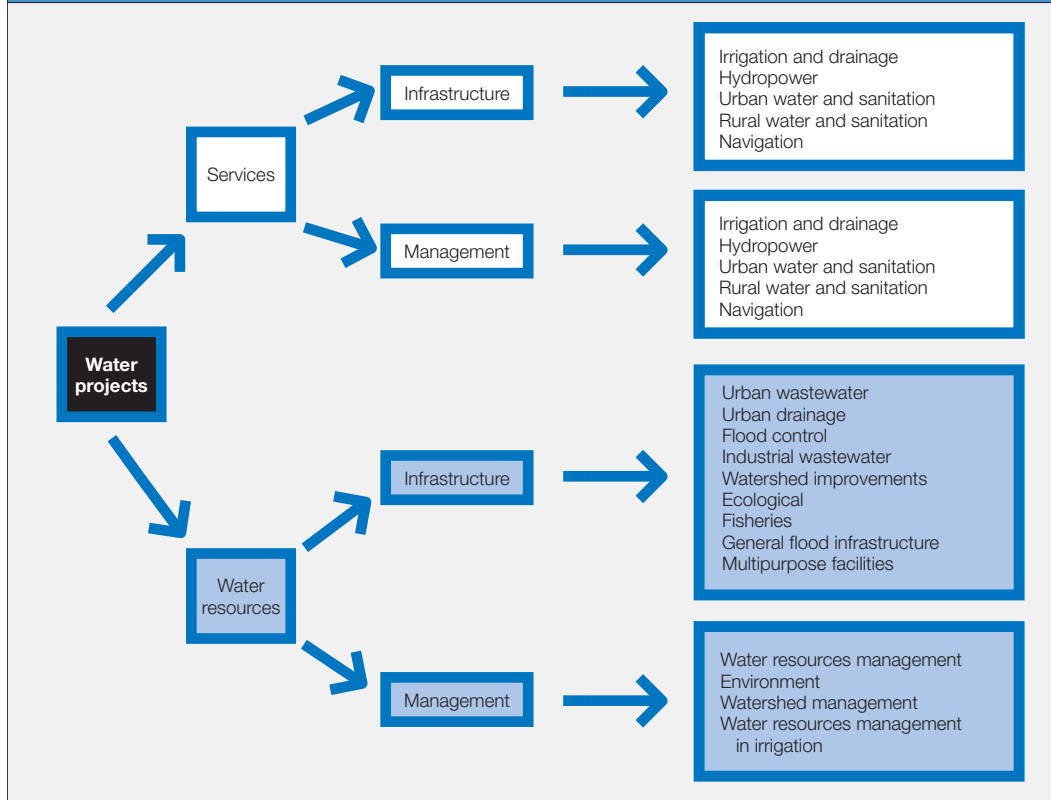 Infrastructure
Irrigation and drainage
Hydropower
Urban water and sanitation
Rural water and sanitation
Navigation
Services
Management
Irrigation and drainage
Hydropower
Urban water and sanitation
Rural water and sanitation
Navigation
Water
projects
Infrastructure
Urban wastewater
Urban drainage
Flood control
Industrial wastewater
Watershed improvements
Ecological
Fisheries
General flood infrastructure
Multipurpose facilities
Water
resources
Management
Water resources management
Environment
Watershed management
Water resources management
in irrigation